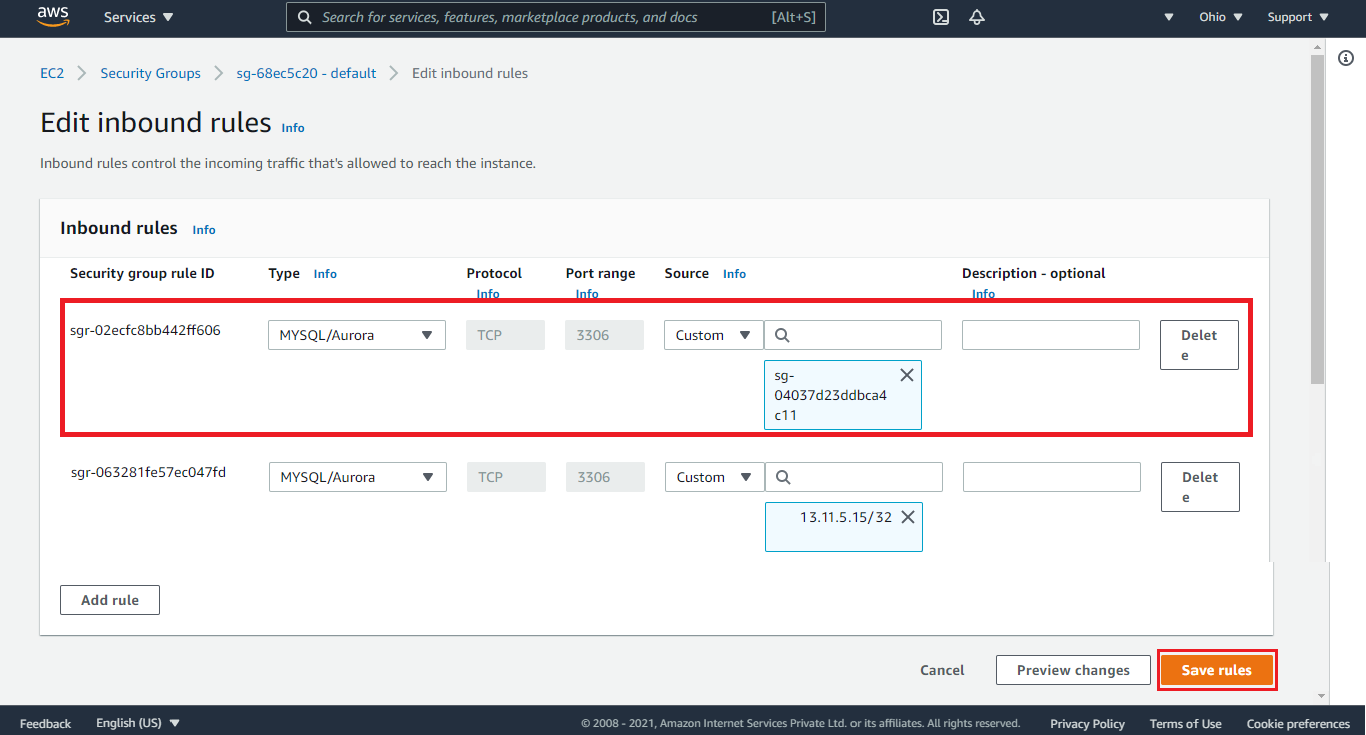 aws Services Search for services, features, marketplace products, and docs [Alt+S] Ohio Support
EC2 Security Groups sg-68ec5c20 - default Edit inbound rules
Edit inbound rules Info
Inbound rules control the incoming traffic that's allowed to reach the instance.
Inbound rules Info
Security group rule ID Type Info Protocol Port range Source Info Description - optional
Info Info Info
sgr-02ecfc8bb442ff606 MYSQL/Aurora TCP 3306 Custom Delet
e
sg-
04037d23ddbca4
c11
sgr-063281fe57ec047fd MYSQL/Aurora TCP 3306 Custom Delet
e
13.11.5.15/32
Add rule
Cancel Preview changes Save rules
Feedback English (US) © 2008 - 2021, Amazon Internet Services Private Ltd. or its affiliates. All rights reserved. Privacy Policy Terms of Use Cookie preferences